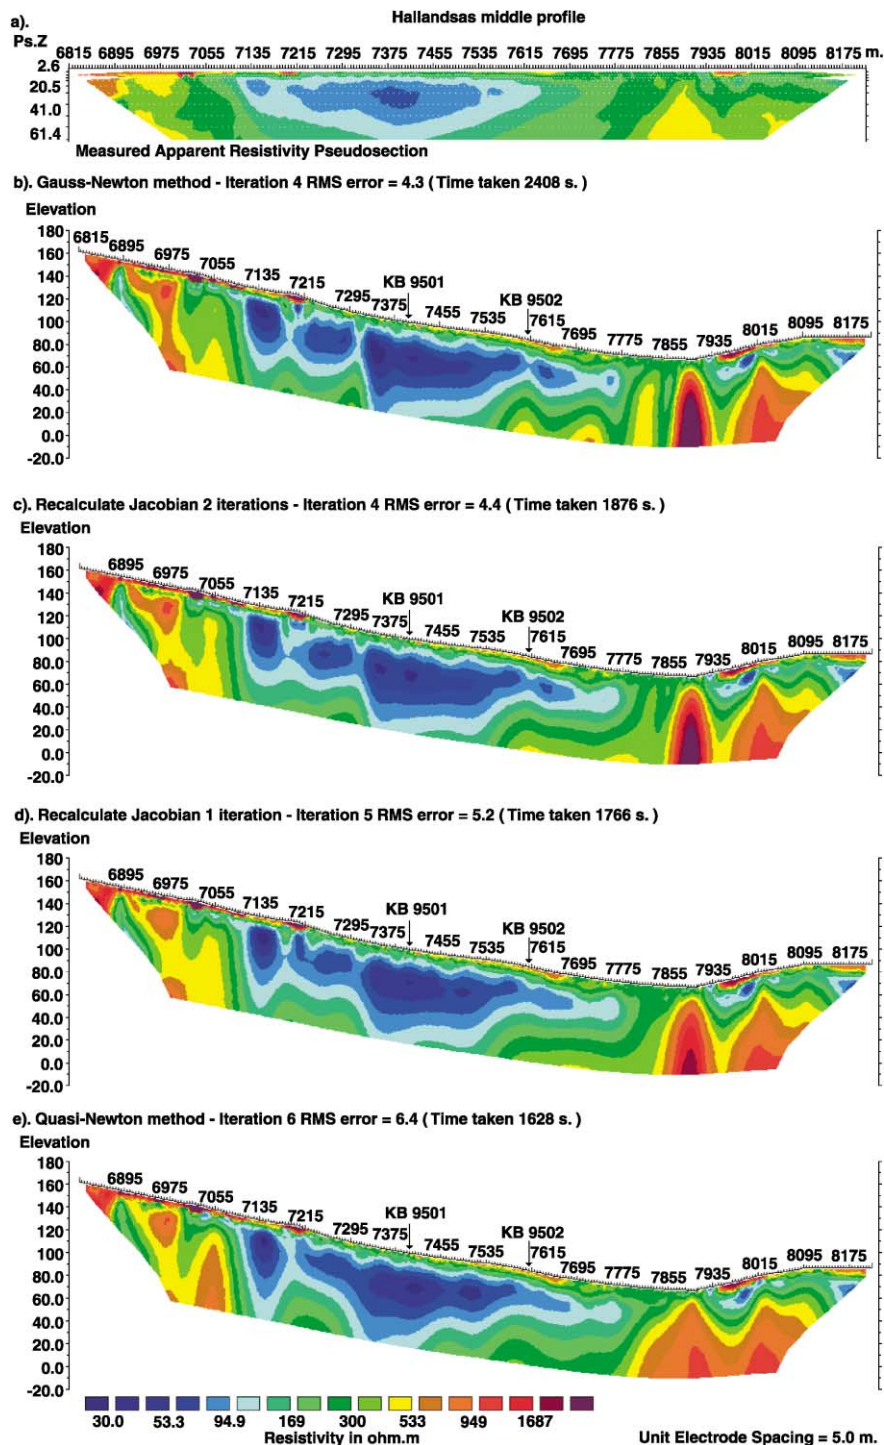 a).
Hallandsas middle profile
Ps.Z
6815 6895 6975 7055 7135 7215 7295 7375 7455 7535 7615 7695 7775 7855 7935 8015 8095 8175 m.
2.6
20.5
41.0
61.4
Measured Apparent Resistivity Pseudosection
b). Gauss-Newton method - Iteration 4 RMS error = 4.3 ( Time taken 2408 s. )
Elevation
180
160
140
120
100
80.0
60.0
40.0
20.0
0.0
-20.0
6815 6895 6975 7055 7135 7215 7295 7375 7455 7535 7615 7695 7775 7855 7935 8015 8095 8175
KB 9501
KB 9502
c). Recalculate Jacobian 2 iterations - Iteration 4 RMS error = 4.4 ( Time taken 1876 s. )
Elevation
180
160
140
120
100
80.0
60.0
40.0
20.0
0.0
-20.0
6895 6975 7055 7135 7215 7295 7375 7455 7535 7615 7695 7775 7855 7935 8015 8095 8175
KB 9501
KB 9502
d). Recalculate Jacobian 1 iteration - Iteration 5 RMS error = 5.2 ( Time taken 1766 s. )
Elevation
180
160
140
120
100
80.0
60.0
40.0
20.0
0.0
-20.0
6895 6975 7055 7135 7215 7295 7375 7455 7535 7615 7695 7775 7855 7935 8015 8095 8175
KB 9501
KB 9502
e). Quasi-Newton method - Iteration 6 RMS error = 6.4 ( Time taken 1628 s. )
Elevation
180
160
140
120
100
80.0
60.0
40.0
20.0
0.0
-20.0
6895 6975 7055 7135 7215 7295 7375 7455 7535 7615 7695 7775 7855 7935 8015 8095 8175
KB 9501
KB 9502
30.0 53.3 94.9 169 300 533 949 1687
Resistivity in ohm.m
Unit Electrode Spacing = 5.0 m.